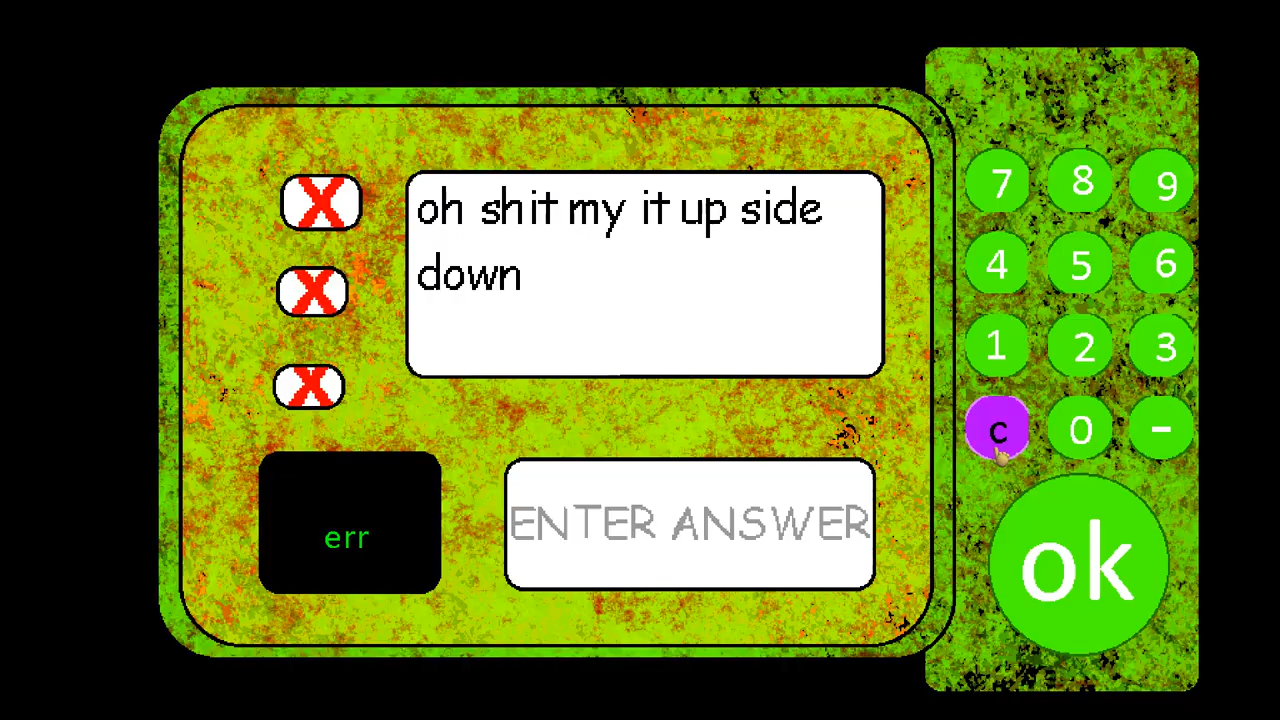 oh shit my it up side
down
err
ENTER ANSWER
7 8 9
4 5 6
1 2 3
c 0 -
ok